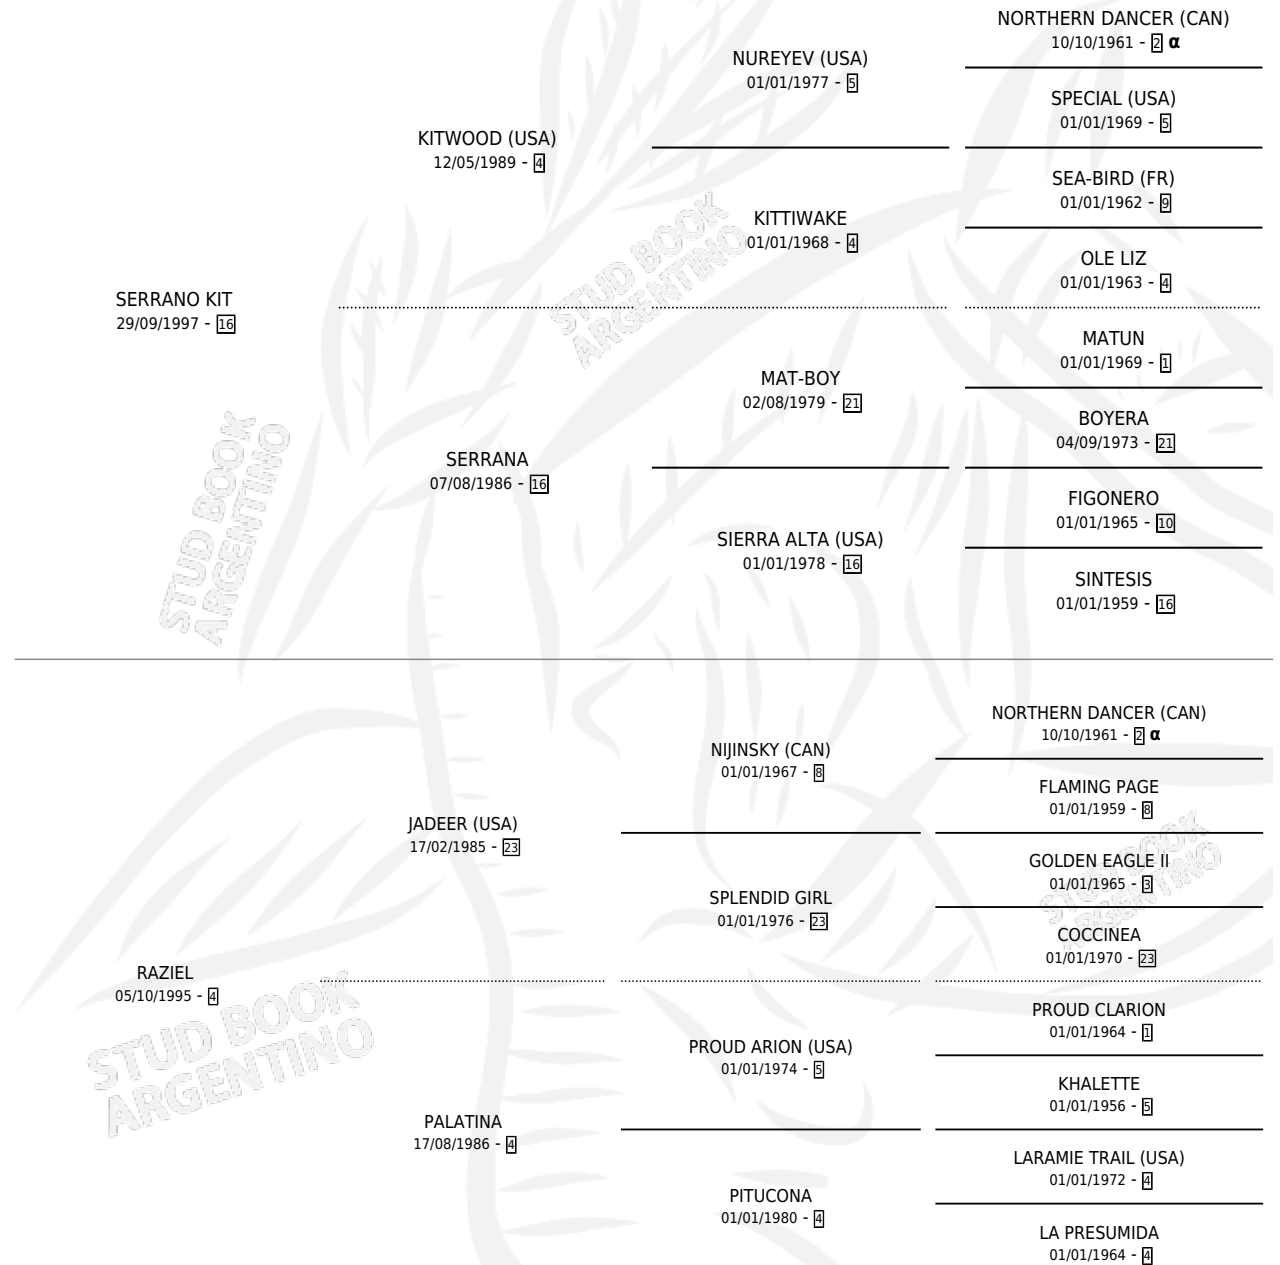 NORTHERN DANCER (CAN)
10/10/1961 - 2 α
NUREYEV (USA)
01/01/1977 - 5
SPECIAL (USA)
01/01/1969 - 5
KITWOOD (USA)
12/05/1989 - 4
SEA-BIRD (FR)
01/01/1962 - 9
KITTIWAKE
01/01/1968 - 4
OLE LIZ
01/01/1963 - 4
SERRANO KIT
29/09/1997 - 16
MATUN
01/01/1969 - 1
MAT-BOY
02/08/1979 - 21
BOYERA
04/09/1973 - 21
SERRANA
07/08/1986 - 16
FIGONERO
01/01/1965 - 10
SIERRA ALTA (USA)
01/01/1978 - 16
SINTESIS
01/01/1959 - 16
STUD BOOK
ARGENTINO
STUD BOOK
ARGENTINO
NORTHERN DANCER (CAN)
10/10/1961 - 2 α
NIJINSKY (CAN)
01/01/1967 - 8
FLAMING PAGE
01/01/1959 - 8
JADEER (USA)
17/02/1985 - 23
GOLDEN EAGLE II
01/01/1965 - 3
SPLENDID GIRL
01/01/1976 - 23
COCCINEA
01/01/1970 - 23
RAZIEL
05/10/1995 - 4
PROUD CLARION
01/01/1964 - 1
PROUD ARION (USA)
01/01/1974 - 5
KHALETTE
01/01/1956 - 5
PALATINA
17/08/1986 - 4
LARAMIE TRAIL (USA)
01/01/1972 - 4
PITUCONA
01/01/1980 - 4
LA PRESUMIDA
01/01/1964 - 4
STUD BOOK
ARGENTINO
STUD BOOK
ARGENTINO